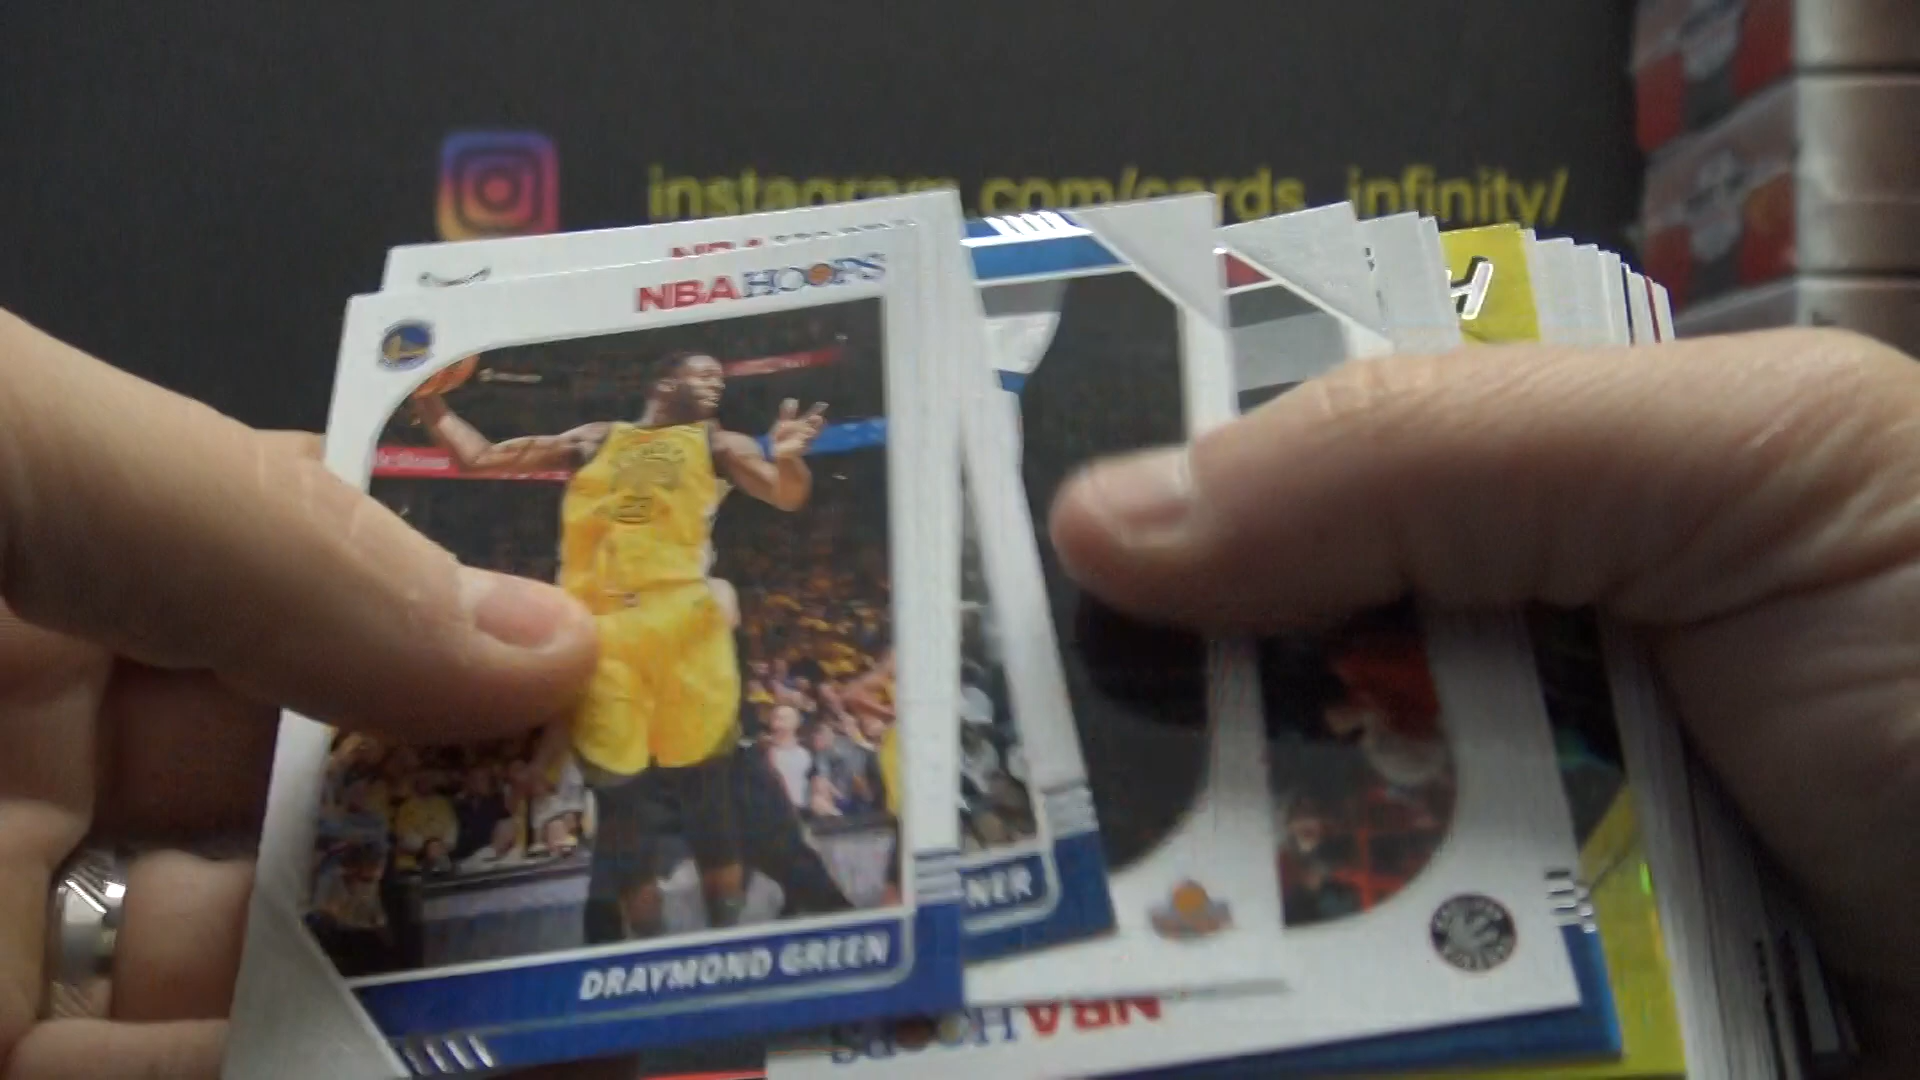 instagram.com/cards_infinity/
NBA HOOPS
DRAYMOND GREEN
NER
H
NBA HOOPS